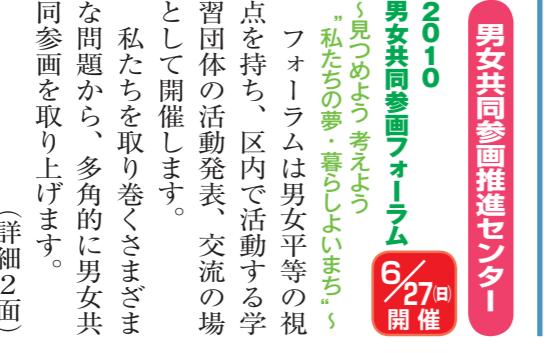 男女共同参画推進センター
2010
男女共同参画フォーラム
6/27㈰
開催
～見つめよう 考えよう
〝私たちの夢・暮らしよいまち〟～
フォーラムは男女平等の視
点を持ち、区内で活動する学
習団体の活動発表、交流の場
として開催します。
私たちを取り巻くさまざま
な問題から、多角的に男女共
同参画を取り上げます。
（詳細2面）